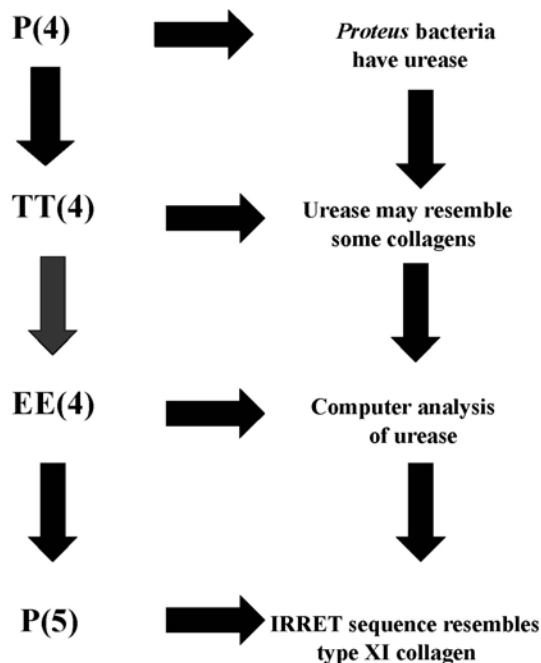 P(4)
Proteus bacteria
have urease
TT(4)
Urease may resemble
some collagens
EE(4)
Computer analysis
of urease
P(5)
IRRET sequence resembles
type XI collagen